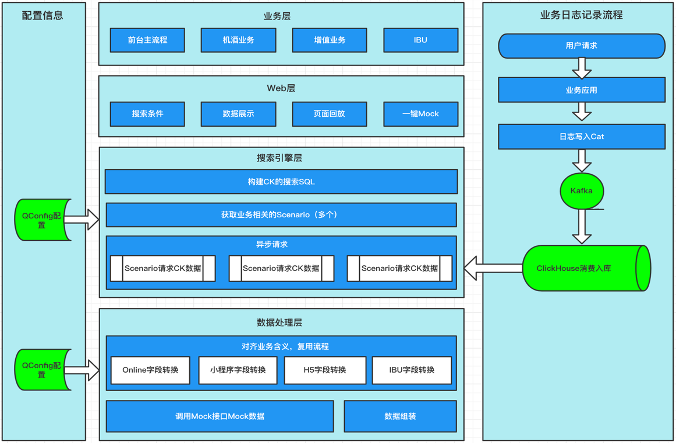 配置信息
QConfig配
置
QConfig配
置
业务层
前台主流程
机酒业务
增值业务
IBU
Web层
搜索条件
数据展示
页面回放
一键Mock
搜索引擎层
构建CK的搜索SQL
获取业务相关的Scenario（多个）
异步请求
Scenario请求CK数据
Scenario请求CK数据
Scenario请求CK数据
数据处理层
对齐业务含义，复用流程
Online字段转换
小程序字段转换
H5字段转换
IBU字段转换
调用Mock接口Mock数据
数据组装
业务日志记录流程
用户请求
业务应用
日志写入Cat
Kafka
ClickHouse消费入库